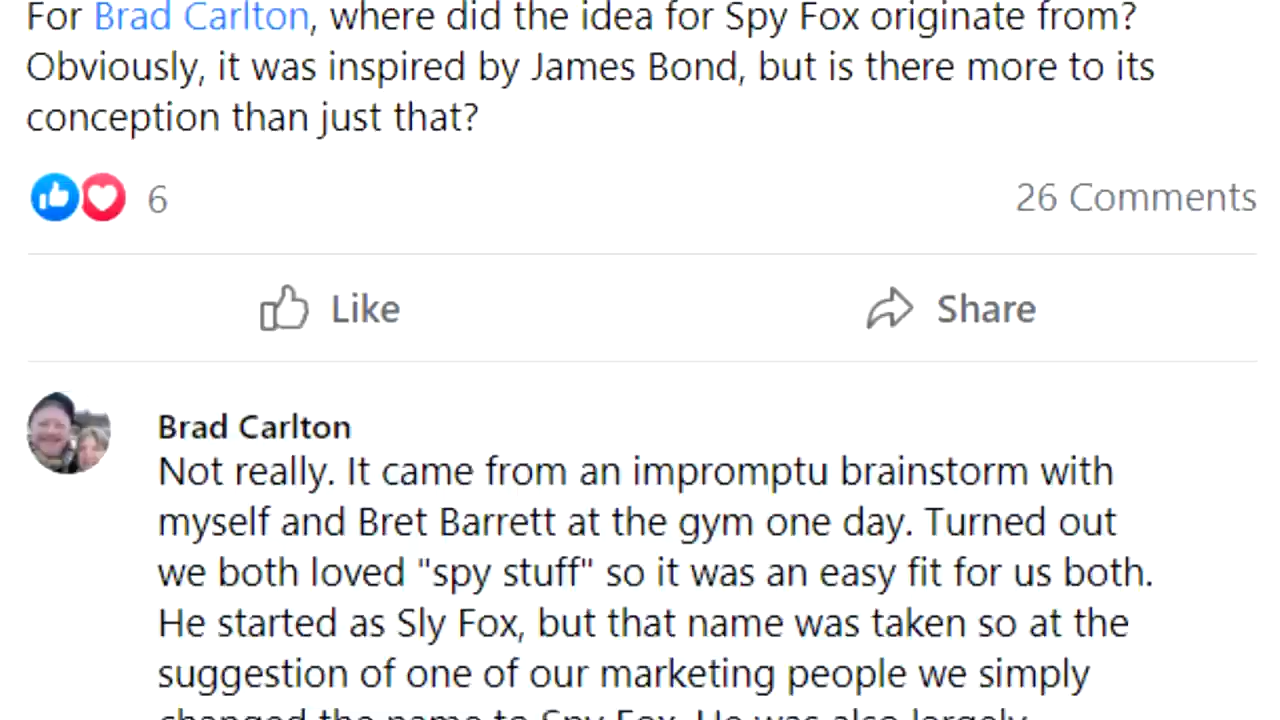 For Brad Carlton, where did the idea for Spy Fox originate from?
Obviously, it was inspired by James Bond, but is there more to its
conception than just that?
6
26 Comments
Like
Share
Brad Carlton
Not really. It came from an impromptu brainstorm with
myself and Bret Barrett at the gym one day. Turned out
we both loved "spy stuff" so it was an easy fit for us both.
He started as Sly Fox, but that name was taken so at the
suggestion of one of our marketing people we simply
changed the name to Spy Fox. He was also largely